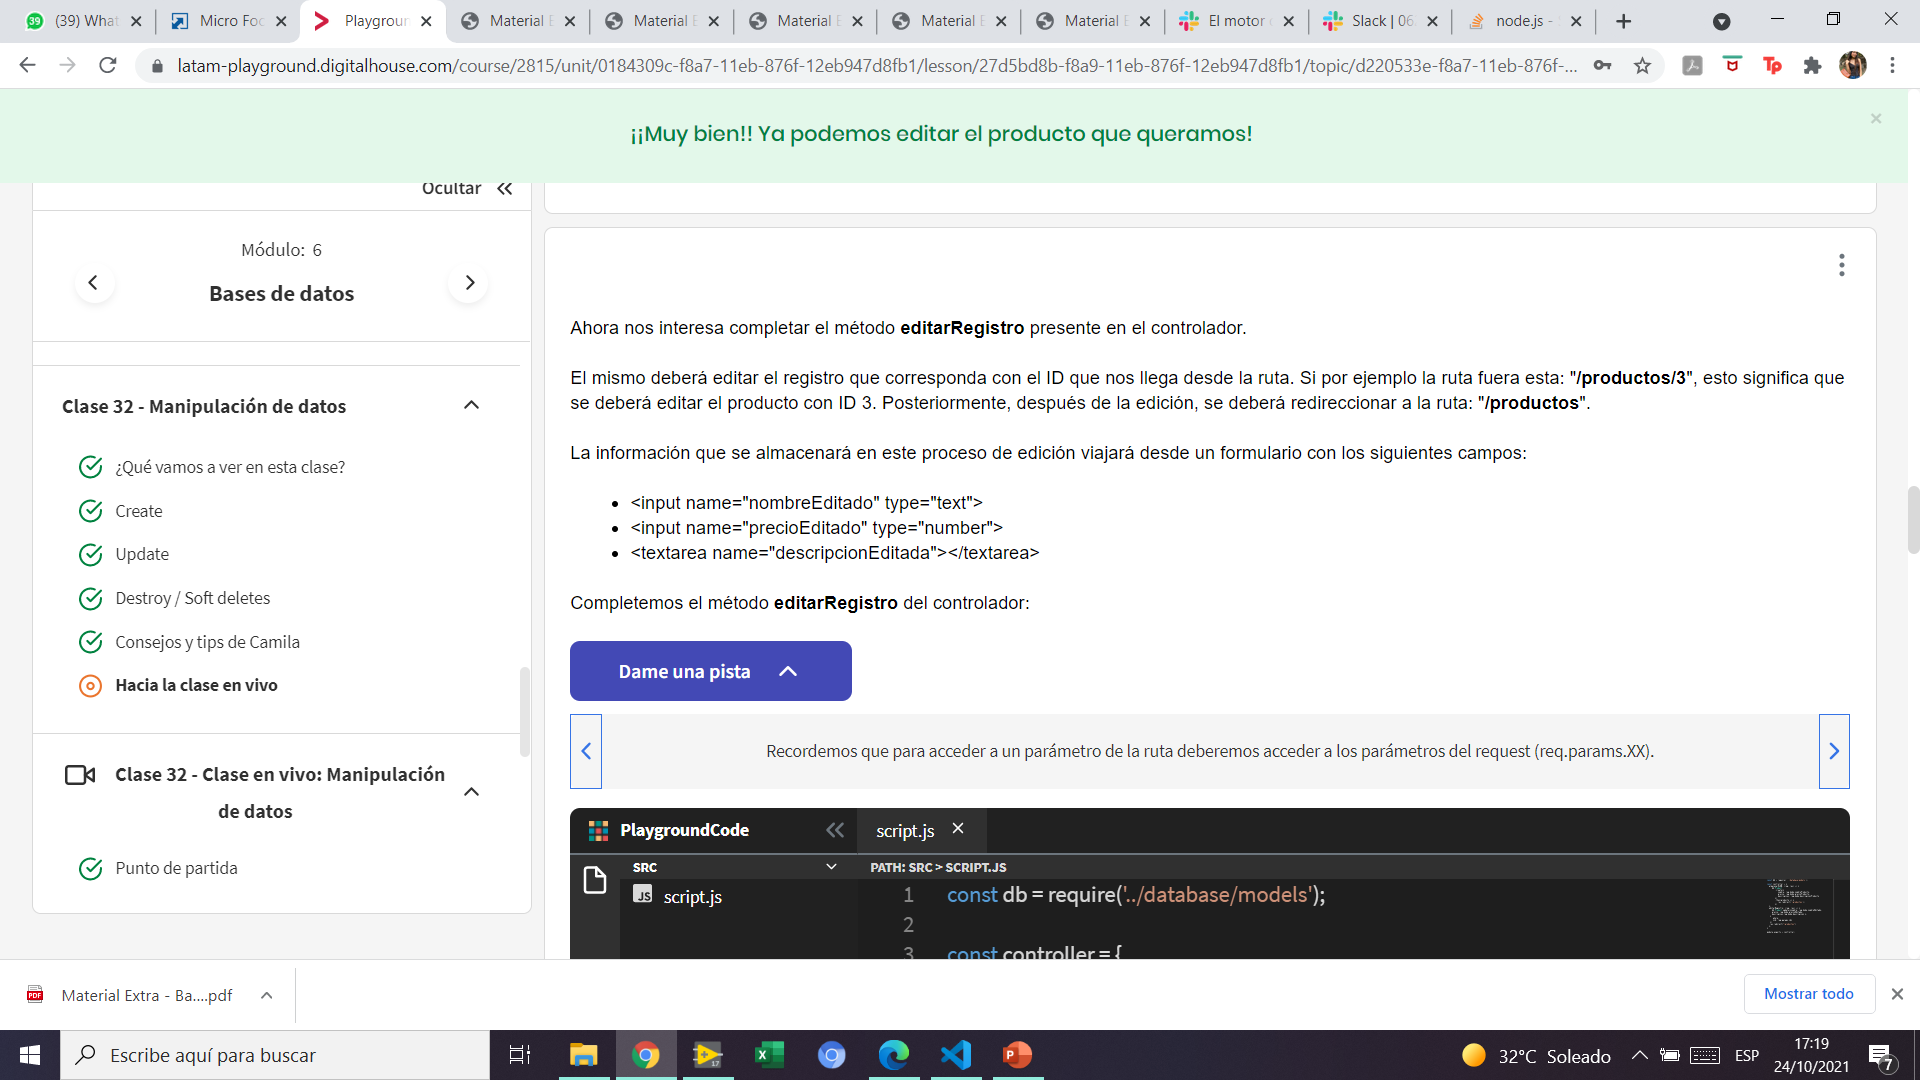 (39) What
Micro Foc
Playgroun
Material E
Material E
Material E
Material E
Material E
El motor
Slack | 06
node.js -
latam-playground.digitalhouse.com/course/2815/unit/0184309c-f8a7-11eb-876f-12eb947d8fb1/lesson/27d5bd8b-f8a9-11eb-876f-12eb947d8fb1/topic/d220533e-f8a7-11eb-876f-...
¡¡Muy bien!! Ya podemos editar el producto que queramos!
Ocultar
Módulo: 6
Bases de datos
Clase 32 - Manipulación de datos
¿Qué vamos a ver en esta clase?
Create
Update
Destroy / Soft deletes
Consejos y tips de Camila
Hacia la clase en vivo
Clase 32 - Clase en vivo: Manipulación
de datos
Punto de partida
Ahora nos interesa completar el método editarRegistro presente en el controlador.
El mismo deberá editar el registro que corresponda con el ID que nos llega desde la ruta. Si por ejemplo la ruta fuera esta: "/productos/3", esto significa que
se deberá editar el producto con ID 3. Posteriormente, después de la edición, se deberá redireccionar a la ruta: "/productos".
La información que se almacenará en este proceso de edición viajará desde un formulario con los siguientes campos:
• <input name="nombreEditado" type="text">
• <input name="precioEditado" type="number">
• <textarea name="descripcionEditada"></textarea>
Completemos el método editarRegistro del controlador:
Dame una pista
Recordemos que para acceder a un parámetro de la ruta deberemos acceder a los parámetros del request (req.params.XX).
PlaygroundCode
script.js
SRC
PATH: SRC > SCRIPT.JS
JS script.js
1 const db = require('../database/models');
2
3 const controller = {
PDF Material Extra - Ba....pdf
Mostrar todo
Escribe aquí para buscar
32°C Soleado
ESP
17:19
24/10/2021
7